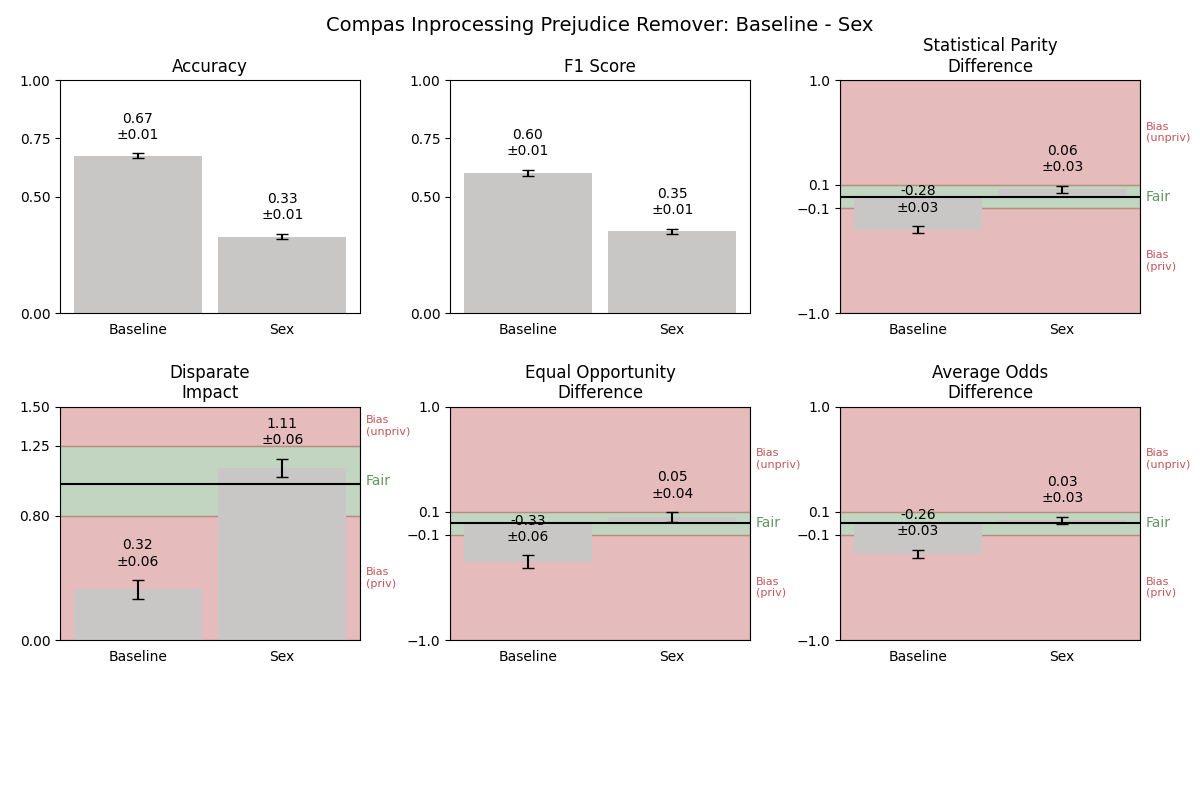 Compas Inprocessing Prejudice Remover: Baseline - Sex
Accuracy
1.00
0.75
0.50
0.00
0.67
±0.01
0.33
±0.01
Baseline
Sex
F1 Score
1.00
0.75
0.50
0.00
0.60
±0.01
0.35
±0.01
Baseline
Sex
Statistical Parity
Difference
1.0
0.1
−0.1
−1.0
-0.28
±0.03
0.06
±0.03
Bias
(unpriv)
Fair
Bias
(priv)
Baseline
Sex
Disparate
Impact
1.50
1.25
0.80
0.00
0.32
±0.06
1.11
±0.06
Bias
(unpriv)
Fair
Bias
(priv)
Baseline
Sex
Equal Opportunity
Difference
1.0
0.1
−0.1
−1.0
-0.33
±0.06
0.05
±0.04
Bias
(unpriv)
Fair
Bias
(priv)
Baseline
Sex
Average Odds
Difference
1.0
0.1
−0.1
−1.0
-0.26
±0.03
0.03
±0.03
Bias
(unpriv)
Fair
Bias
(priv)
Baseline
Sex